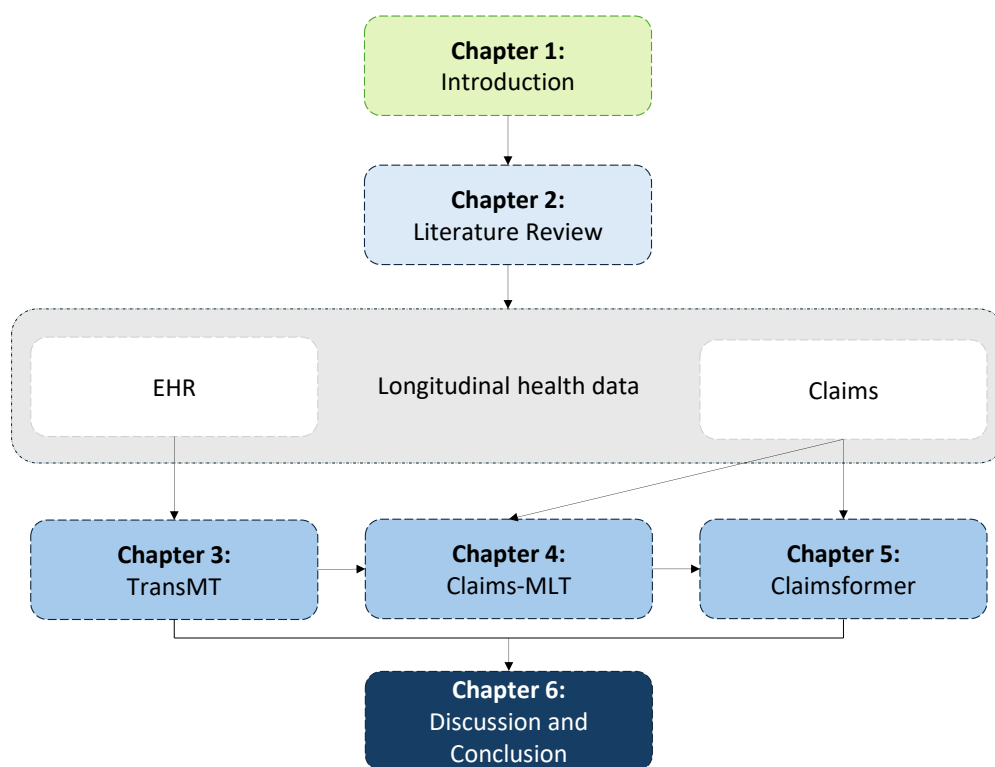 Chapter 1:
Introduction
Chapter 2:
Literature Review
EHR
Longitudinal health data
Claims
Chapter 3:
TransMT
Chapter 4:
Claims-MLT
Chapter 5:
Claimsformer
Chapter 6:
Discussion and
Conclusion